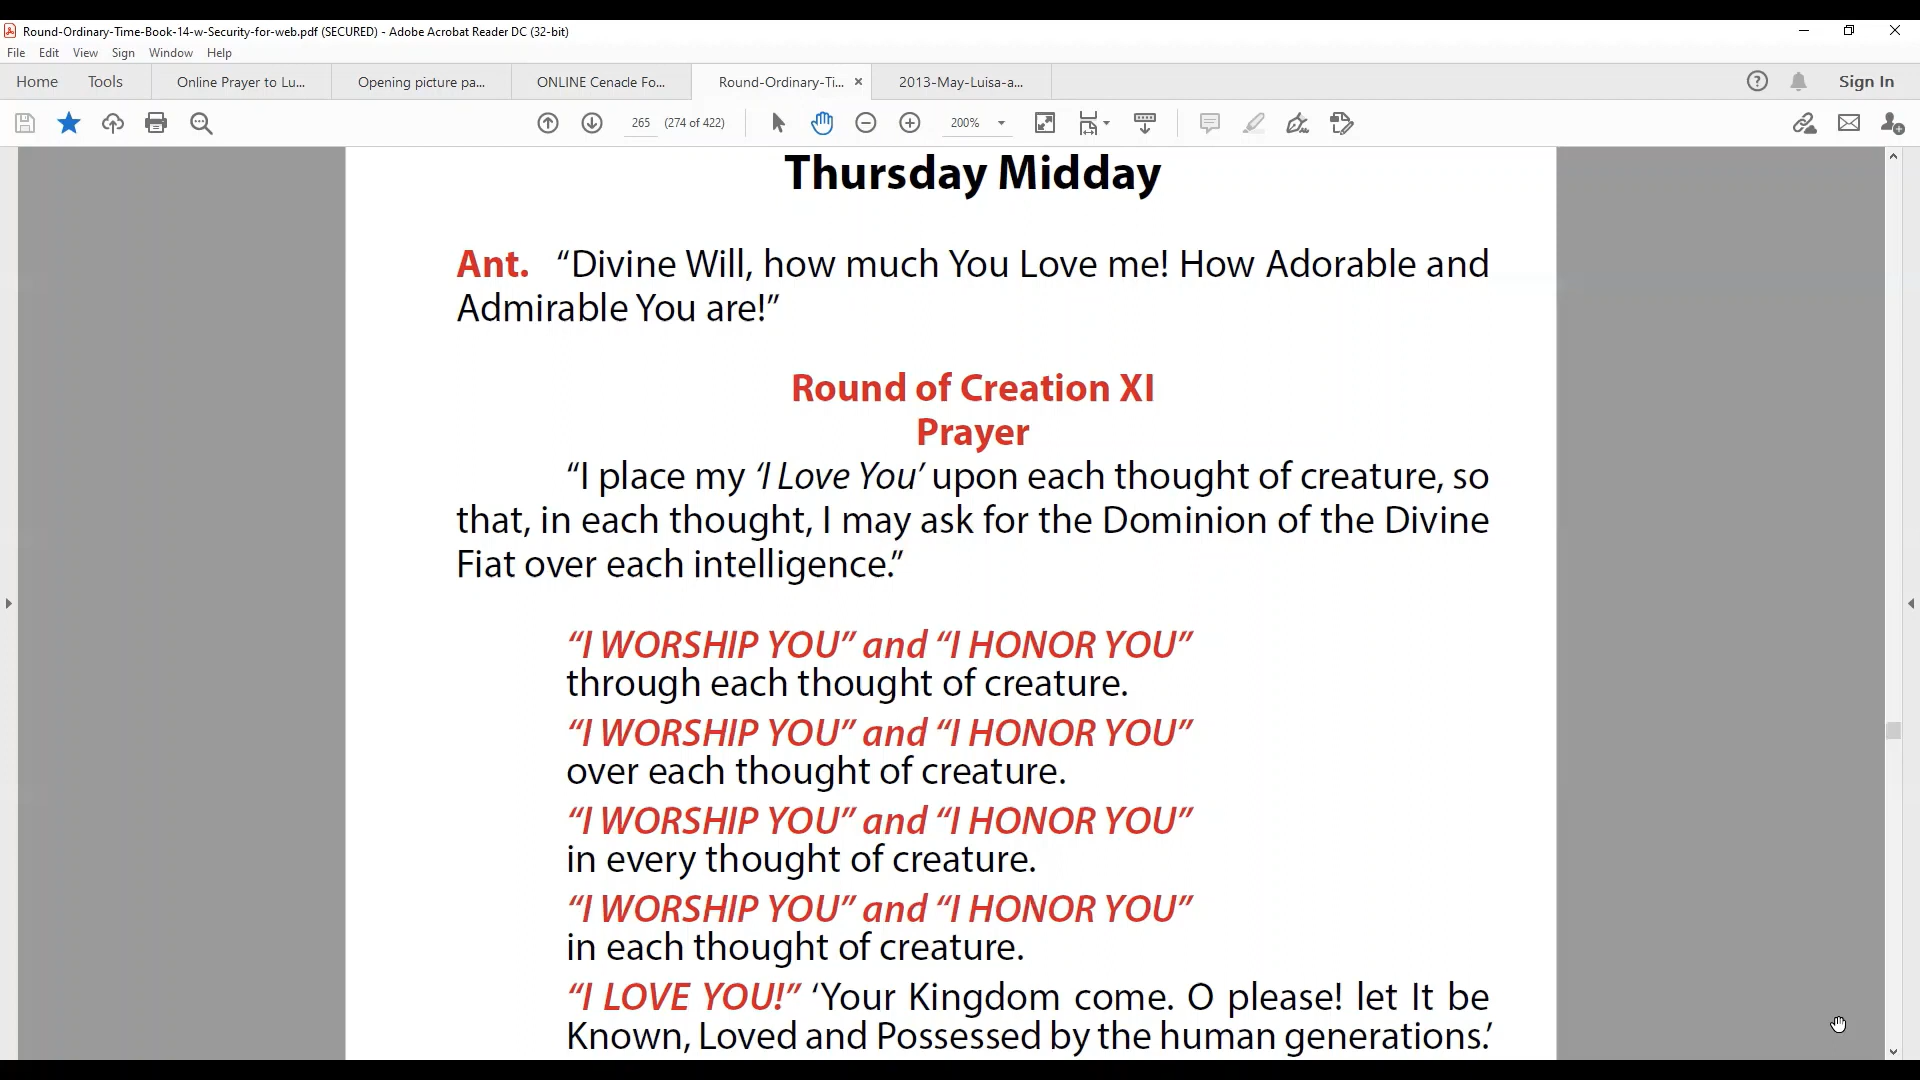 Round-Ordinary-Time-Book-14-w-Security-for-web.pdf (SECURED) - Adobe Acrobat Reader DC (32-bit)
File Edit View Sign Window Help
Home Tools Online Prayer to Lu... Opening picture pa... ONLINE Cenacle Fo... Round-Ordinary-Ti... × 2013-May-Luisa-a... Sign In
265 (274 of 422) 200%
Thursday Midday
Ant. “Divine Will, how much You Love me! How Adorable and
Admirable You are!”
Round of Creation XI
Prayer
“I place my ‘I Love You’ upon each thought of creature, so
that, in each thought, I may ask for the Dominion of the Divine
Fiat over each intelligence.”
“I WORSHIP YOU” and “I HONOR YOU”
through each thought of creature.
“I WORSHIP YOU” and “I HONOR YOU”
over each thought of creature.
“I WORSHIP YOU” and “I HONOR YOU”
in every thought of creature.
“I WORSHIP YOU” and “I HONOR YOU”
in each thought of creature.
“I LOVE YOU!” ‘Your Kingdom come. O please! let It be
Known, Loved and Possessed by the human generations.’